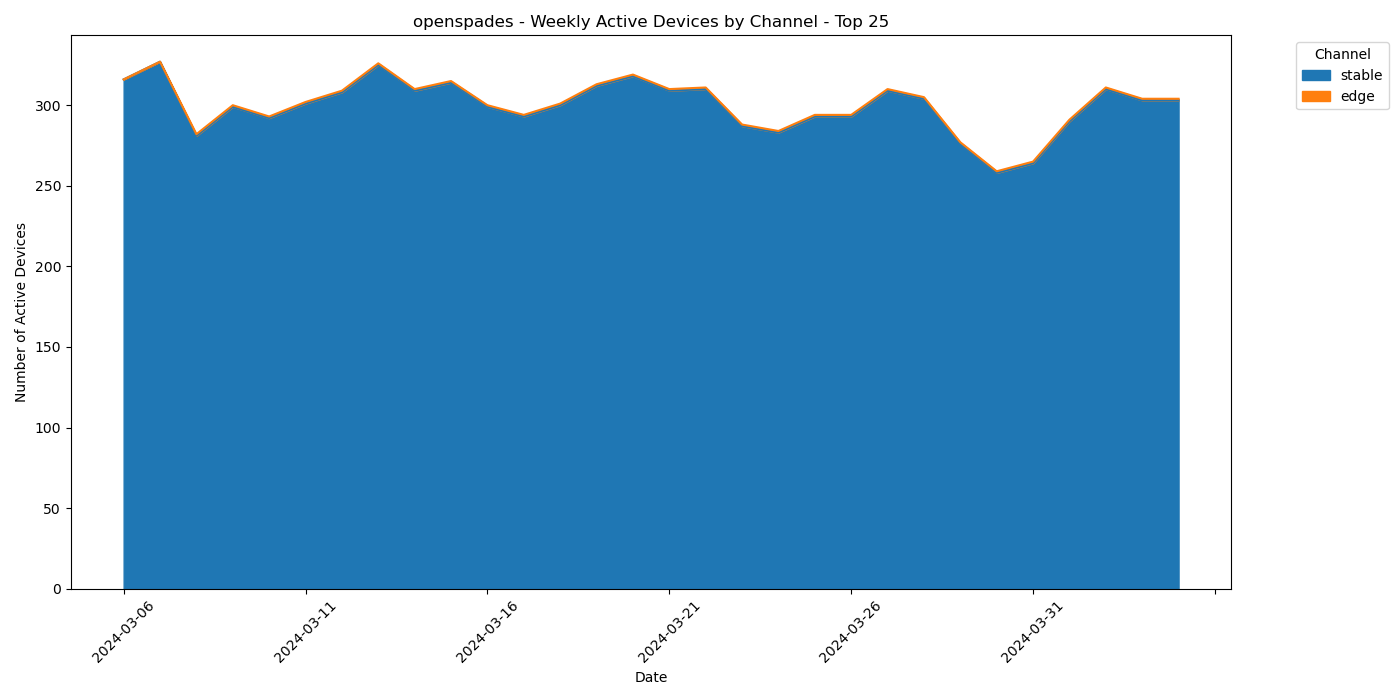 openspades - Weekly Active Devices by Channel - Top 25
Channel
stable
edge
Number of Active Devices
300
250
200
150
100
50
0
2024-03-06
2024-03-11
2024-03-16
2024-03-21
2024-03-26
2024-03-31
Date